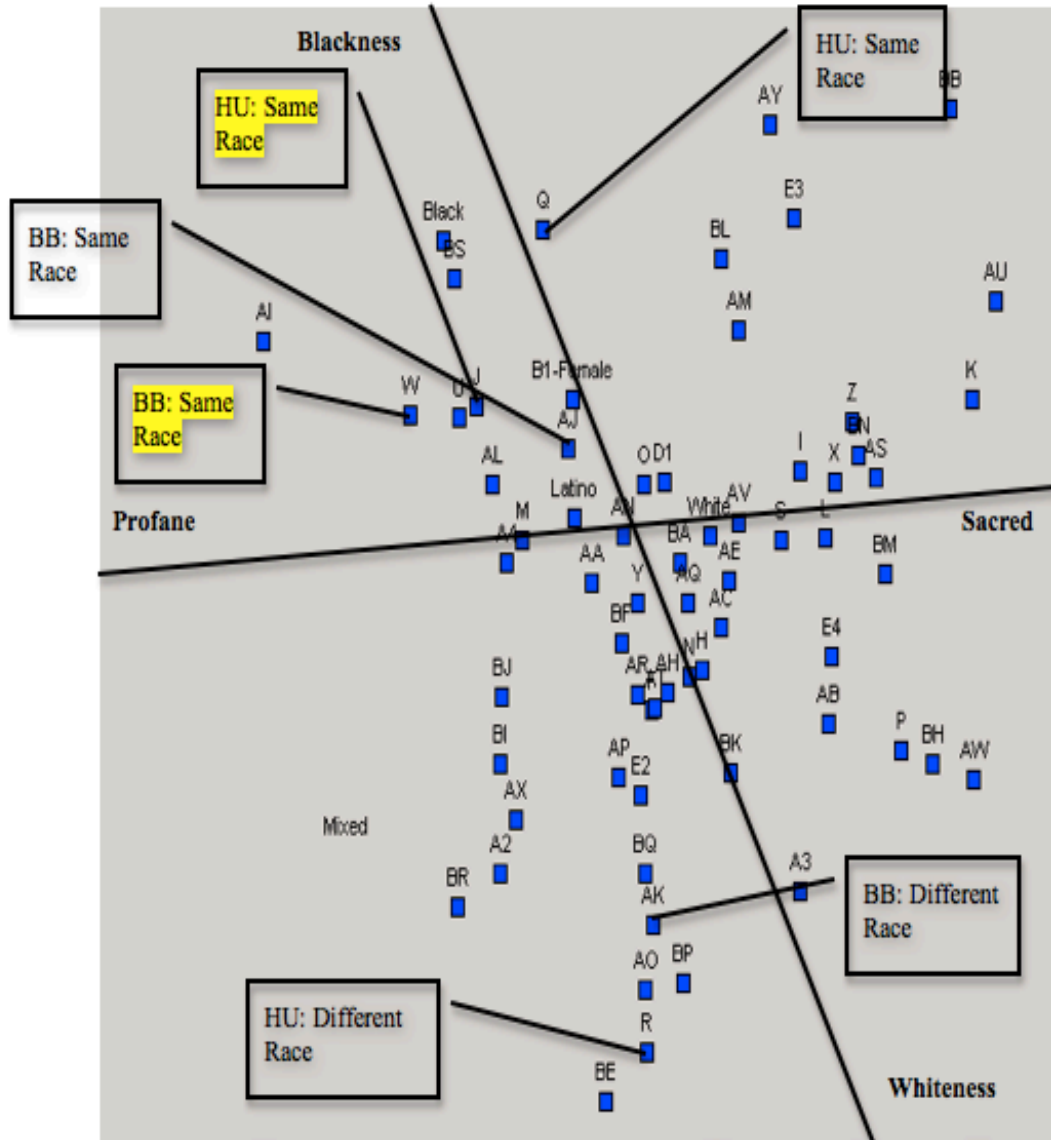 Blackness
HU: Same
Race
HU: Same
Race
BB
AY
E3
Q
Black
BS
BL
BB: Same
Race
AU
AM
AI
B1-Female
K
J
W
U
BB: Same
Race
AJ
Z
BN
AS
AL
O
D1
I
X
Latino
Profane
Sacred
M
AN
White
AV
S
L
AA
BA
AE
BM
Y
AQ
AC
BF
E4
N
H
AR
AH
BJ
AB
P
BH
AW
BI
AP
E2
BK
AX
Mixed
A2
BQ
A3
BR
AK
BB: Different
Race
AO
BP
HU: Different
Race
R
BE
Whiteness